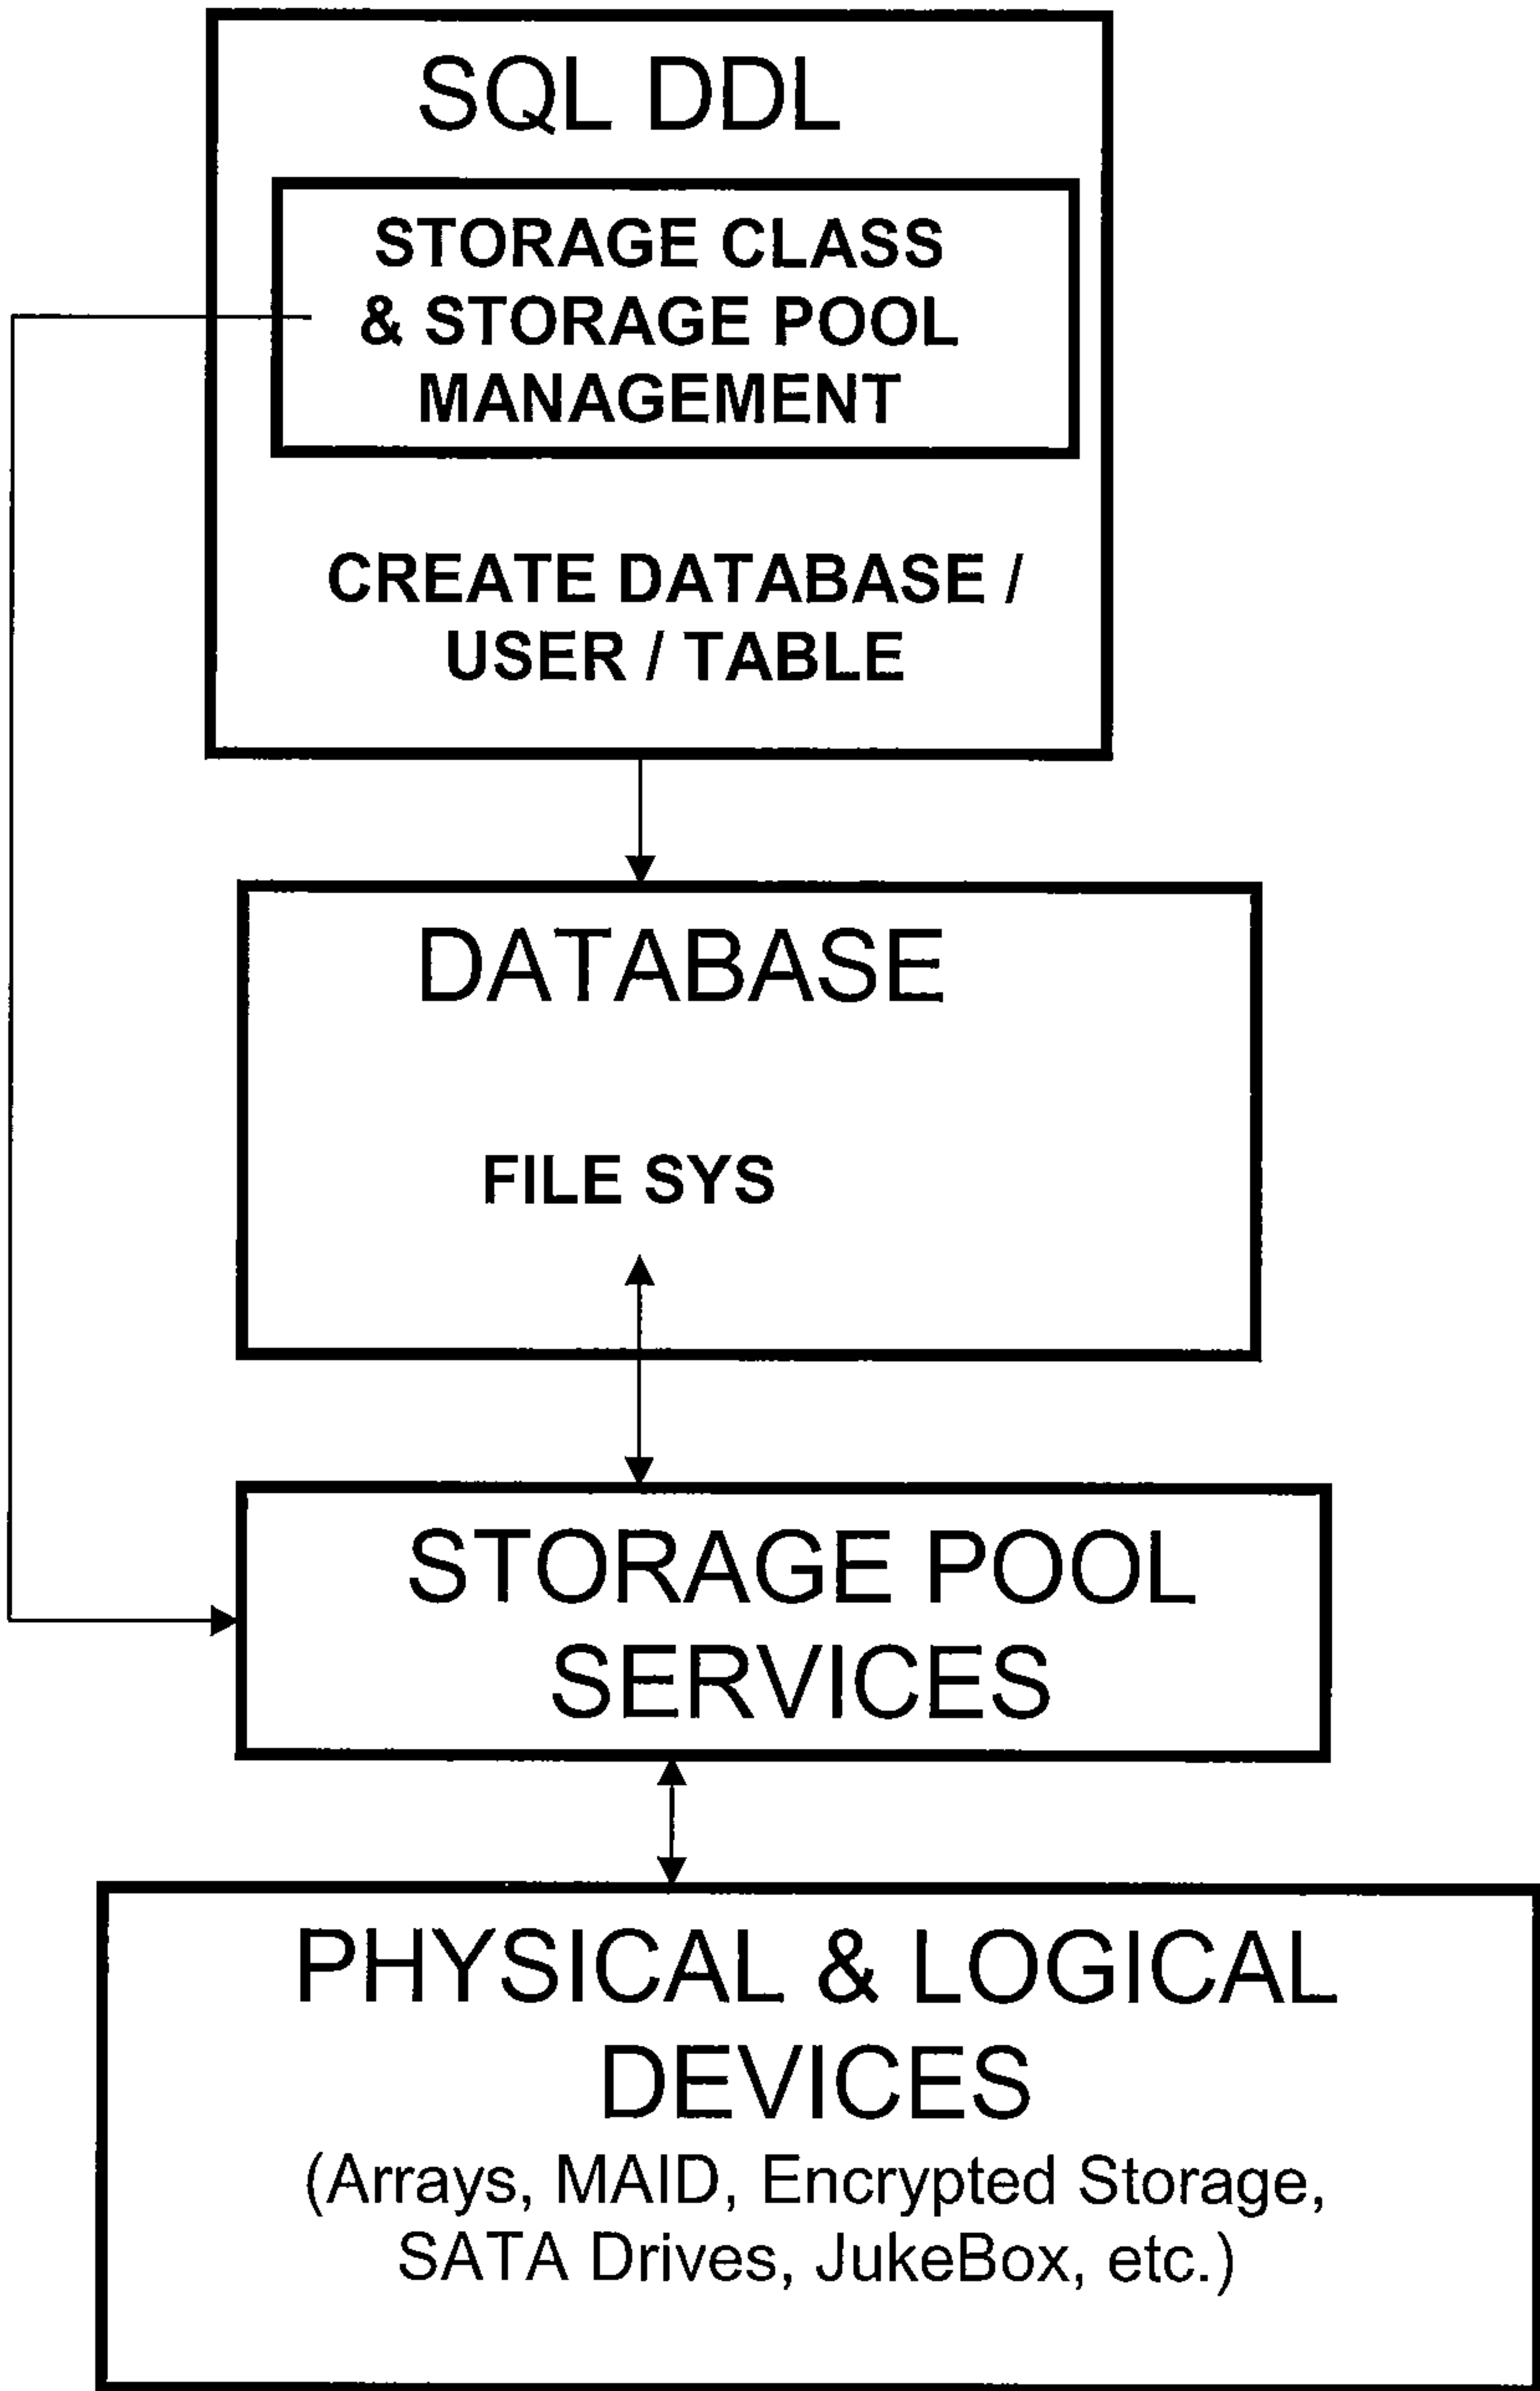 SQL DDL
STORAGE CLASS
& STORAGE POOL
MANAGEMENT
CREATE DATABASE /
USER / TABLE
DATABASE
FILE SYS
STORAGE POOL
SERVICES
PHYSICAL & LOGICAL
DEVICES
(Arrays, MAID, Encrypted Storage,
SATA Drives, JukeBox, etc.)